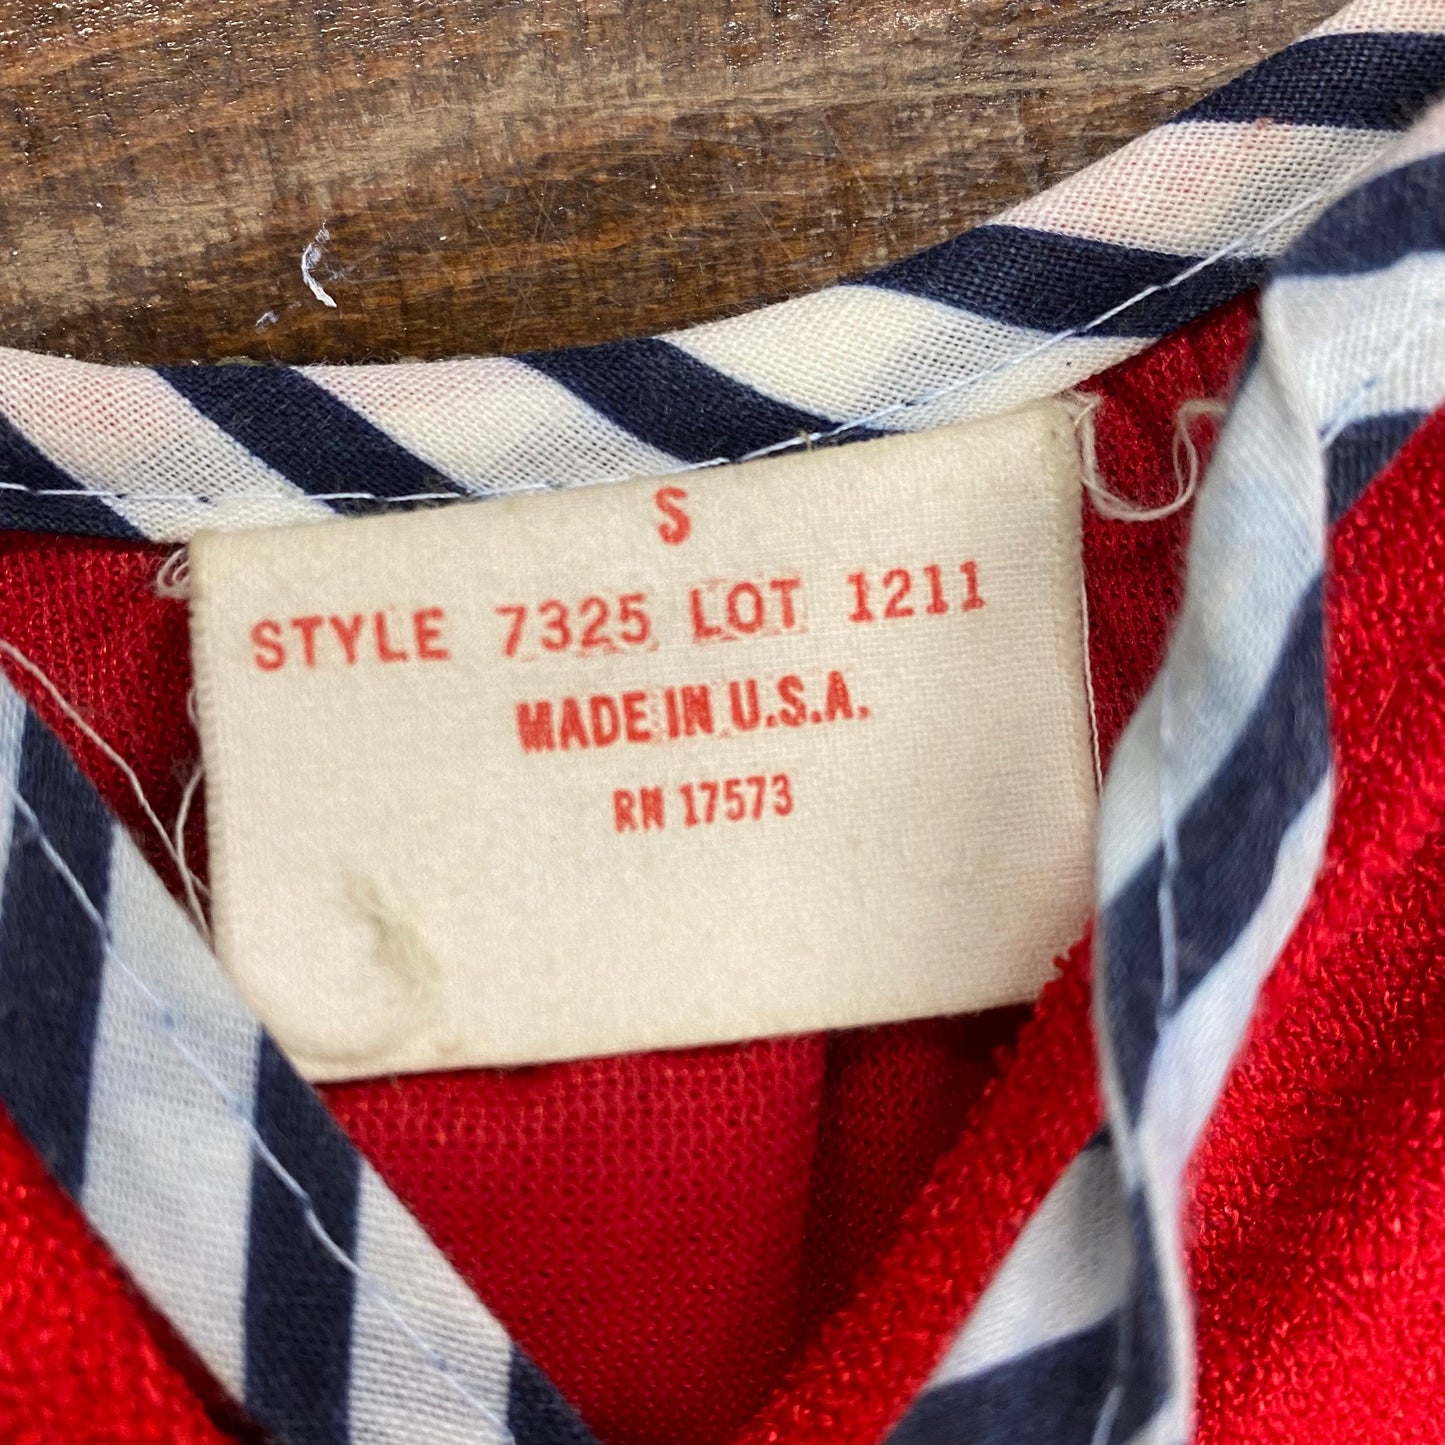 S
STYLE 7325 LOT 1211
MADE IN U.S.A.
RN 17573